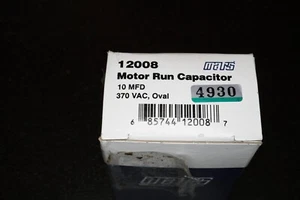 12008 MARS
Motor Run Capacitor
10 MFD
370 VAC, Oval
4930
6 85744 12008 7